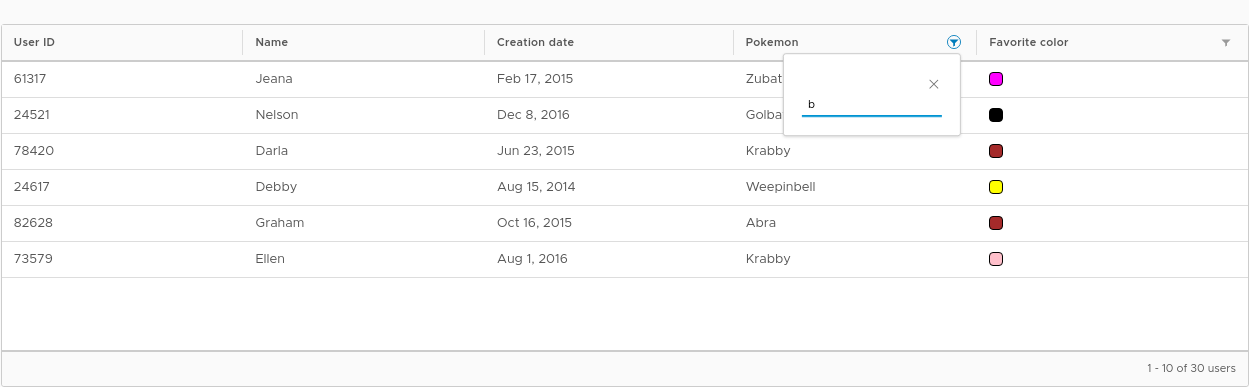 User ID Name Creation date Pokemon Favorite color
61317 Jeana Feb 17, 2015 Zubat
b
24521 Nelson Dec 8, 2016
78420 Darla Jun 23, 2015 Krabby
24617 Debby Aug 15, 2014 Weepinbell
82628 Graham Oct 16, 2015 Abra
73579 Ellen Aug 1, 2016 Krabby
1 - 10 of 30 users